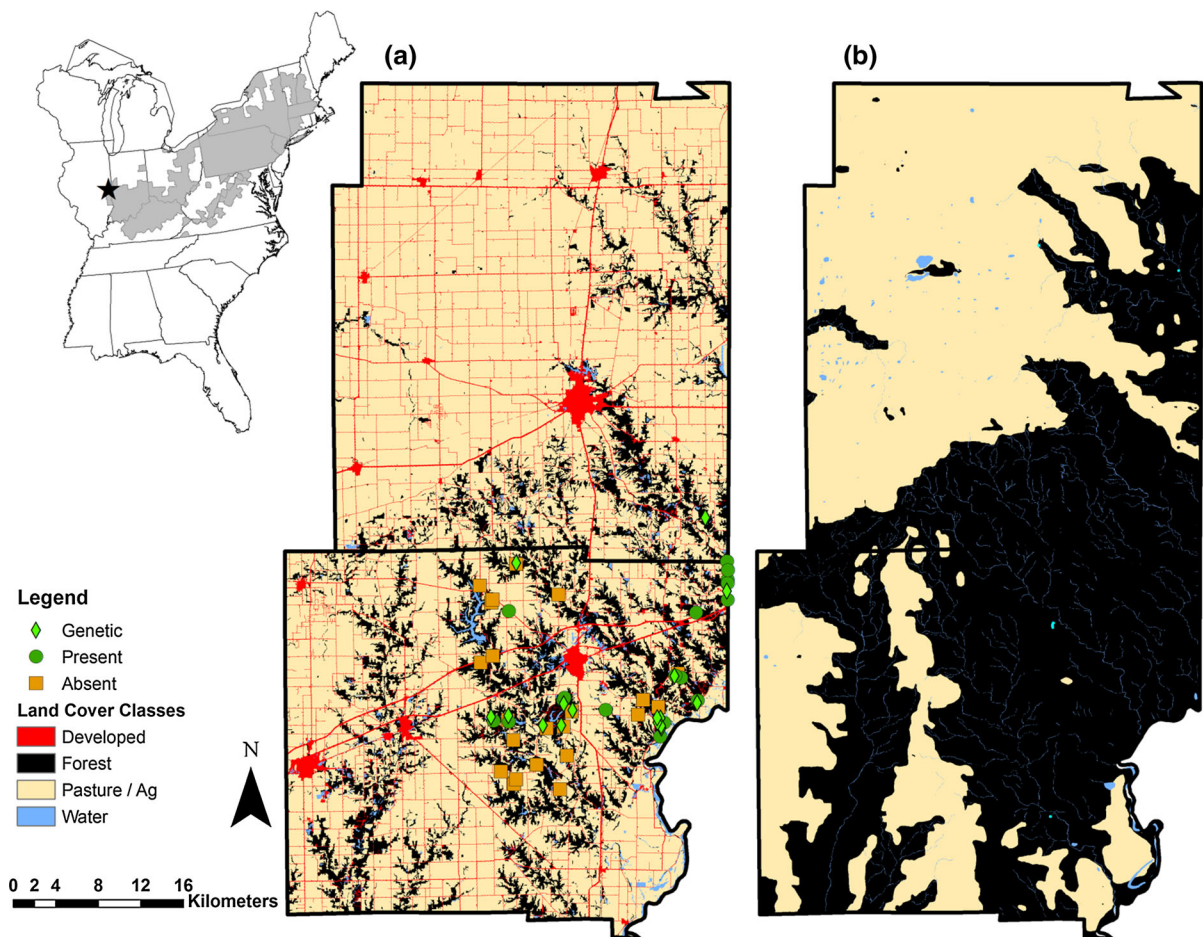 (a)
(b)
Legend
Genetic
Present
Absent
Land Cover Classes
Developed
Forest
Pasture / Ag
Water
N
0 2 4 8 12 16
Kilometers